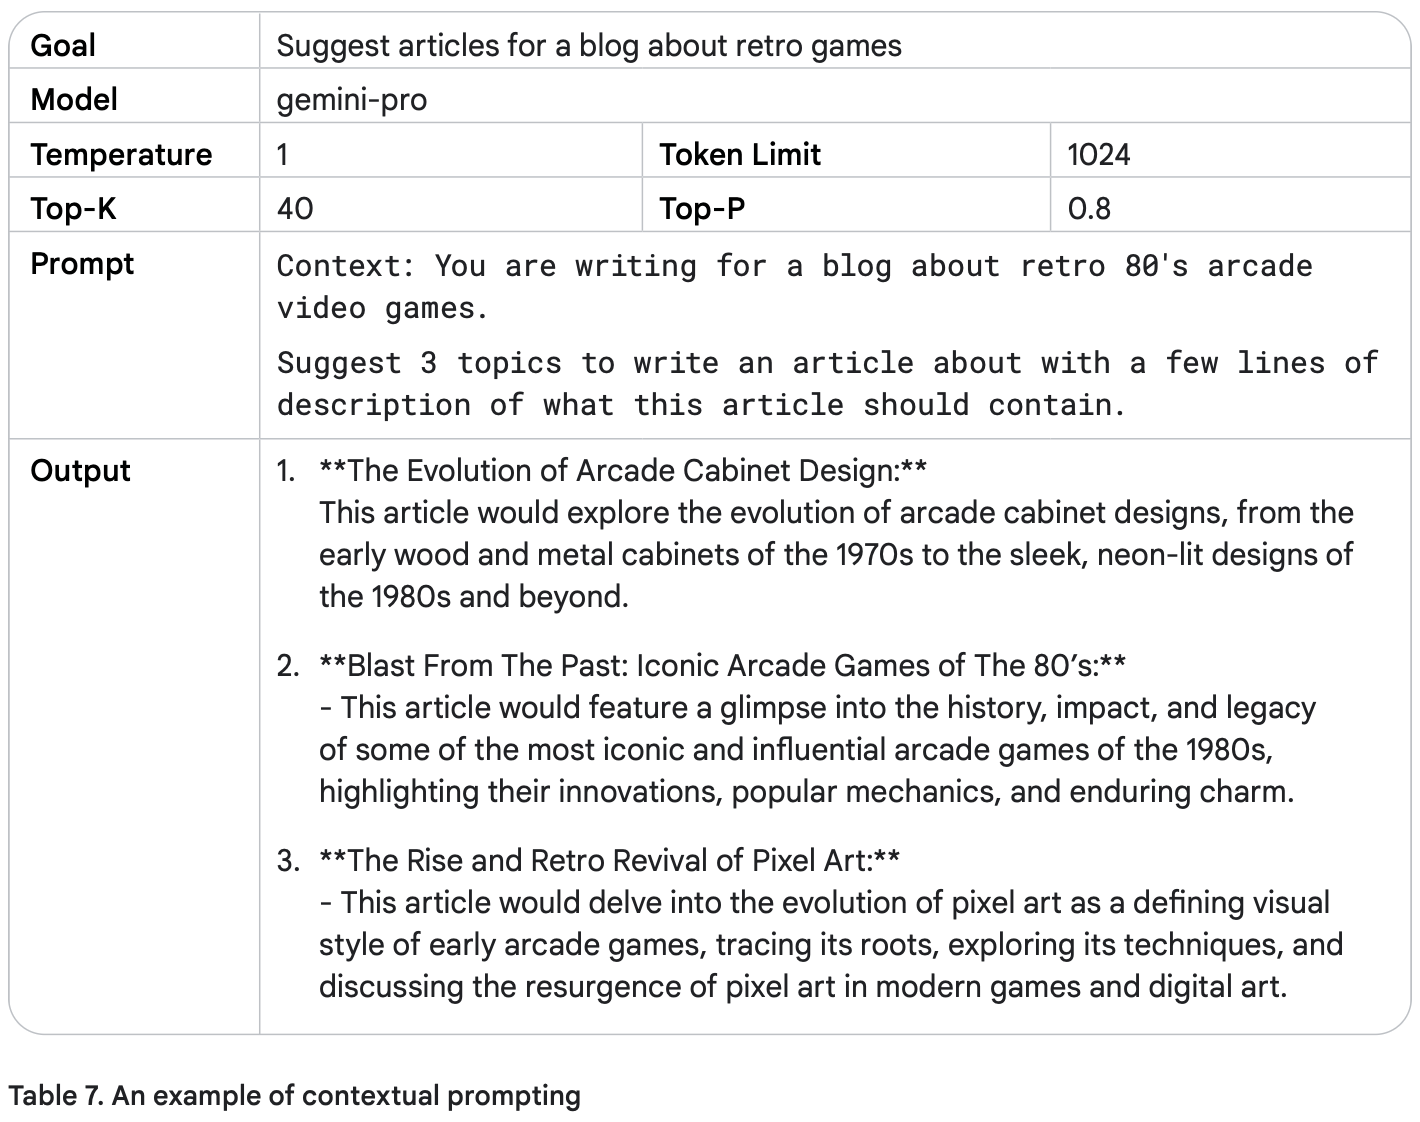 Goal Suggest articles for a blog about retro games
Model gemini-pro
Temperature 1 Token Limit 1024
Top-K 40 Top-P 0.8
Prompt Context: You are writing for a blog about retro 80's arcade
video games.
Suggest 3 topics to write an article about with a few lines of
description of what this article should contain.
Output 1. **The Evolution of Arcade Cabinet Design:**
This article would explore the evolution of arcade cabinet designs, from the
early wood and metal cabinets of the 1970s to the sleek, neon-lit designs of
the 1980s and beyond.
2. **Blast From The Past: Iconic Arcade Games of The 80’s:**
- This article would feature a glimpse into the history, impact, and legacy
of some of the most iconic and influential arcade games of the 1980s,
highlighting their innovations, popular mechanics, and enduring charm.
3. **The Rise and Retro Revival of Pixel Art:**
- This article would delve into the evolution of pixel art as a defining visual
style of early arcade games, tracing its roots, exploring its techniques, and
discussing the resurgence of pixel art in modern games and digital art.
Table 7. An example of contextual prompting